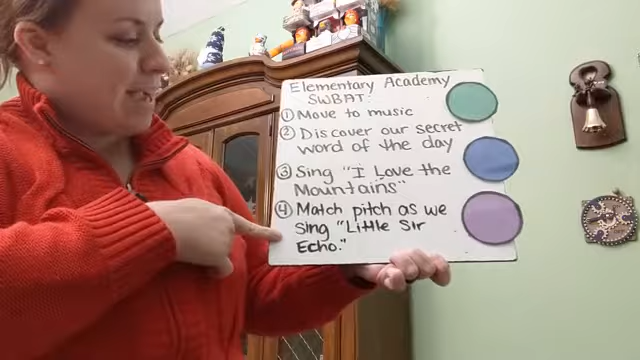 Elementary Academy
SWBAT:
① Move to music
② Discover our secret
word of the day
③ Sing "I Love the
Mountains"
④ Match pitch as we
sing "Little Sir
Echo."